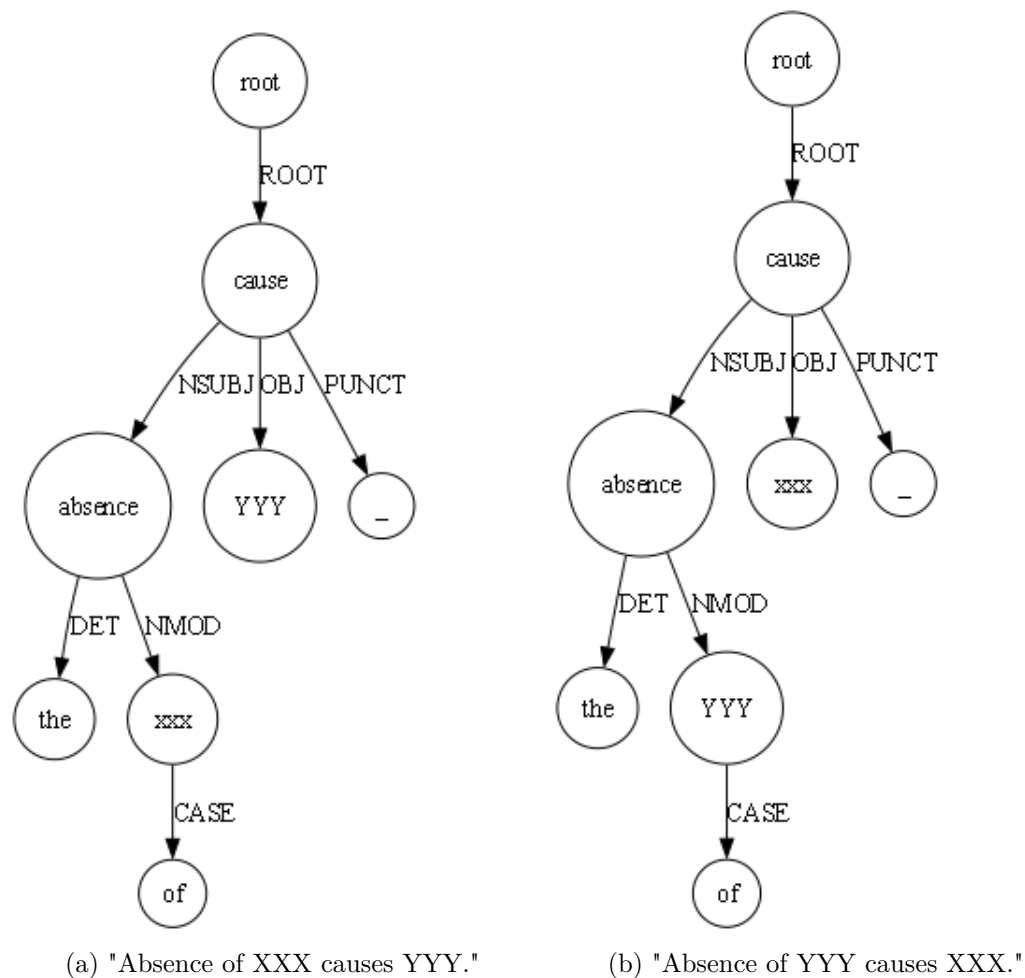 root
root
ROOT
ROOT
cause
cause
NSUBJ OBJ PUNCT
NSUBJ OBJ PUNCT
absence YYY _
absence xxx _
DET NMOD
DET NMOD
the xxx
the YYY
CASE
CASE
of
of
(a) "Absence of XXX causes YYY."
(b) "Absence of YYY causes XXX."